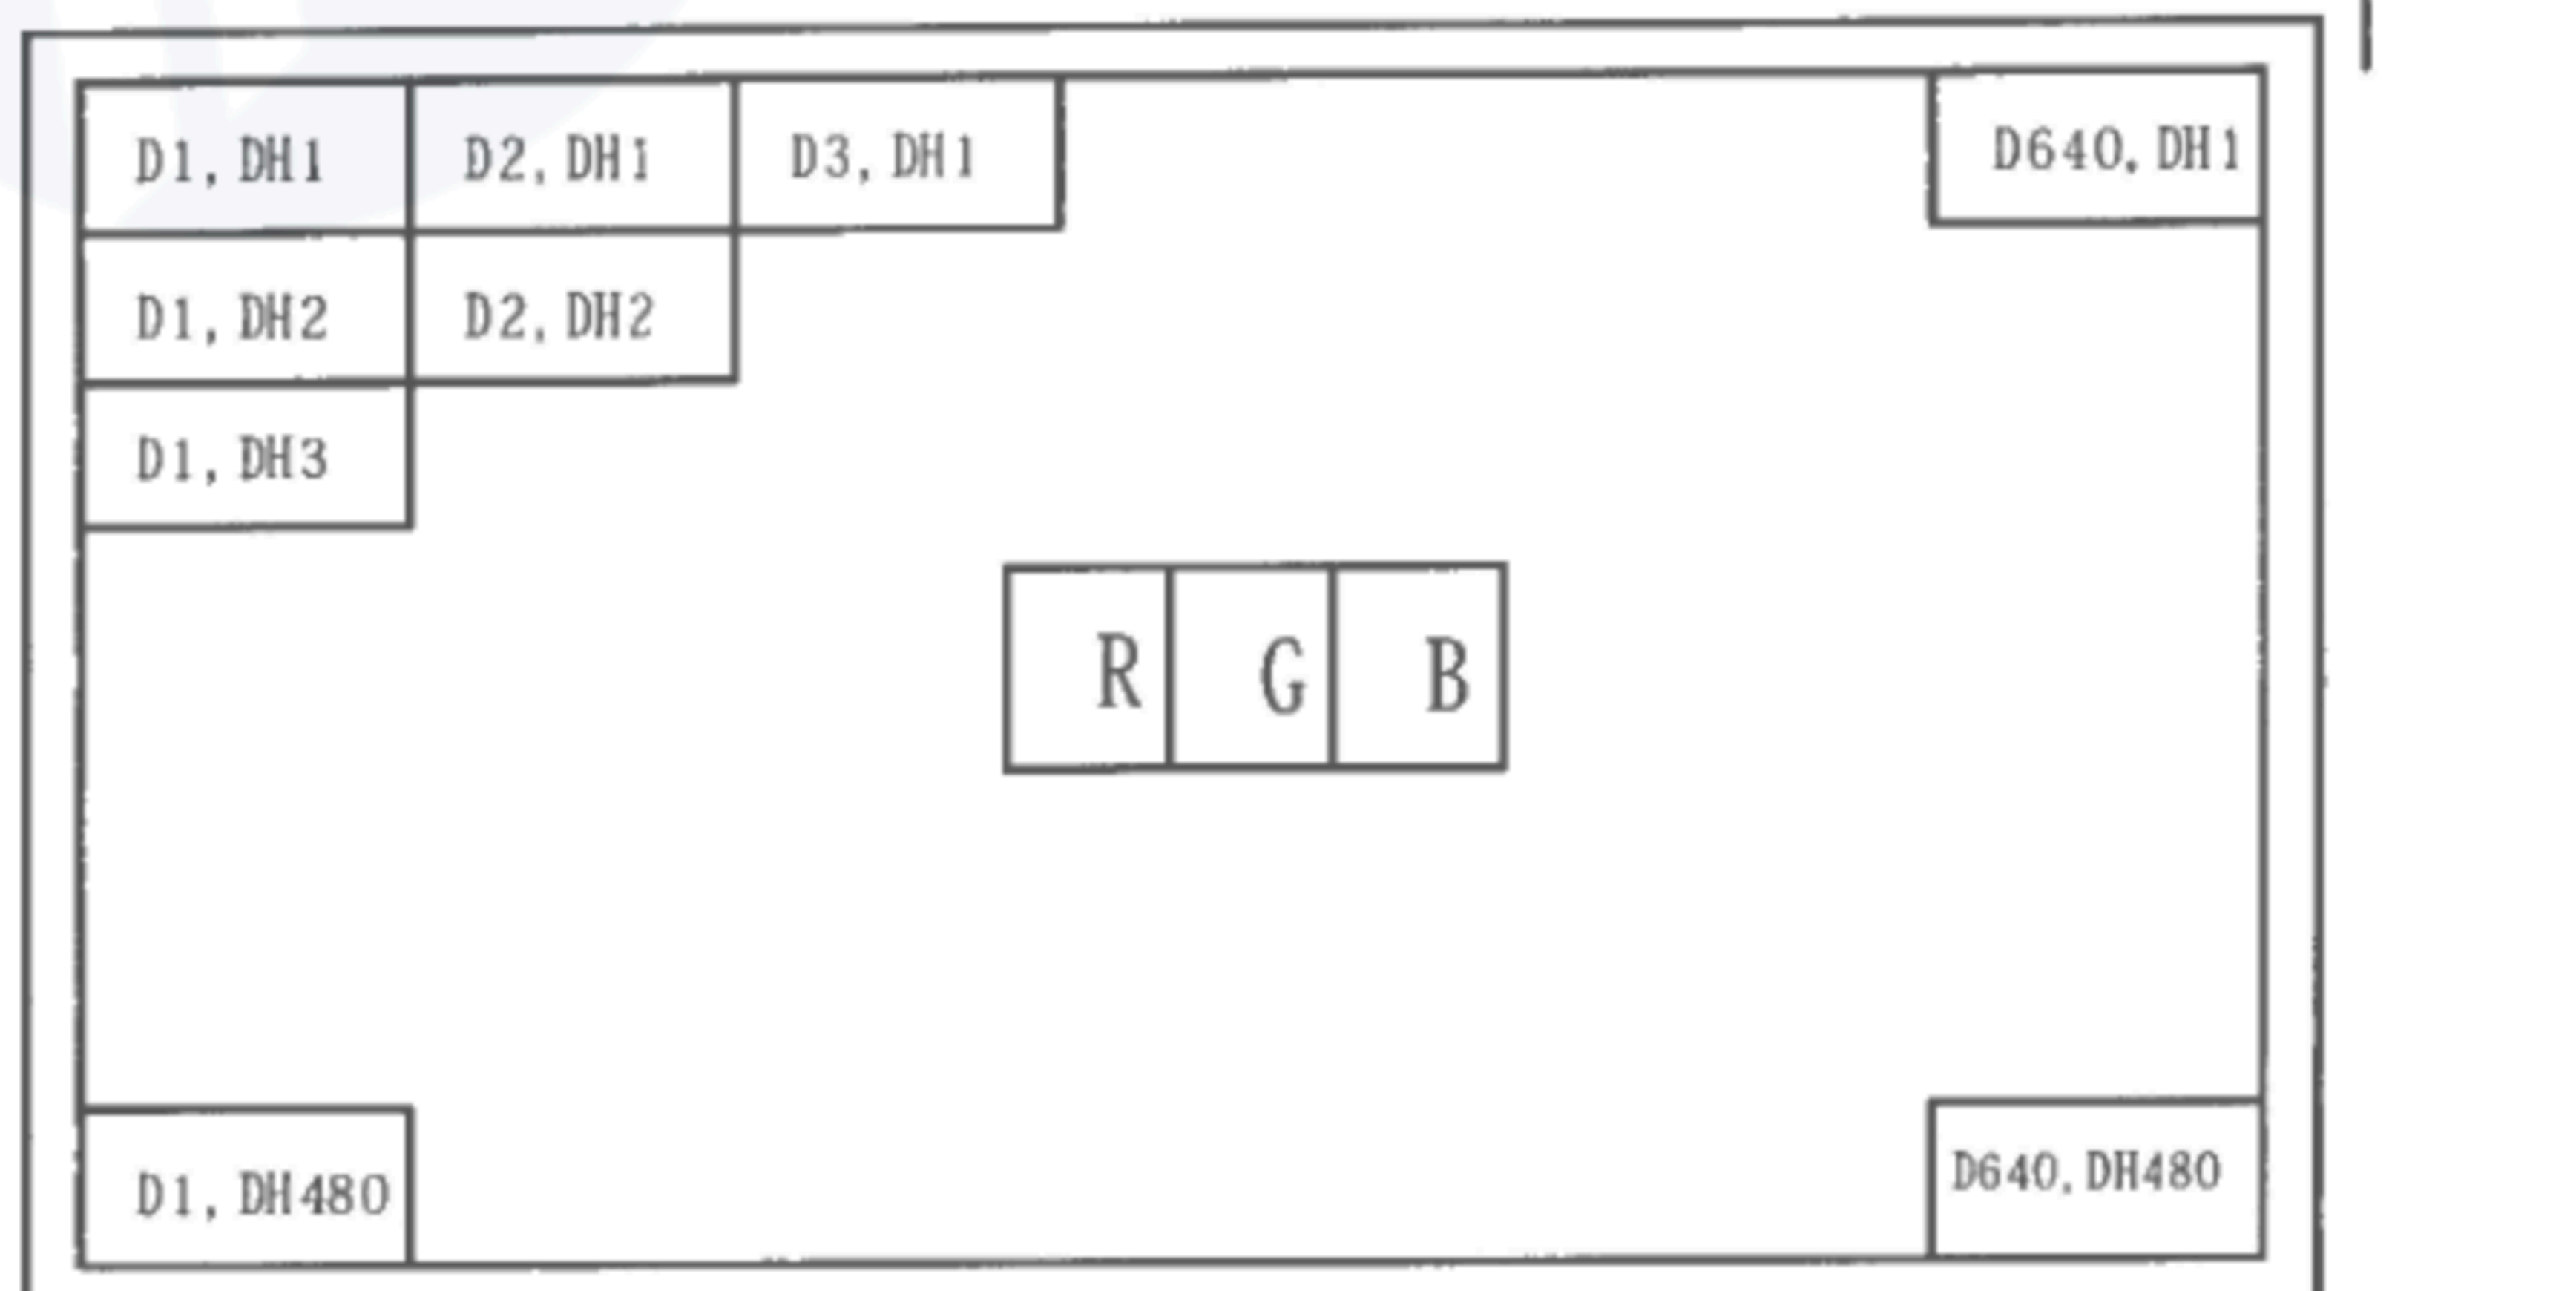 D1, DH1 D2, DH1 D3, DH1 D640, DH1
D1, DH2 D2, DH2
D1, DH3
R G B
D1, DH480 D640, DH480